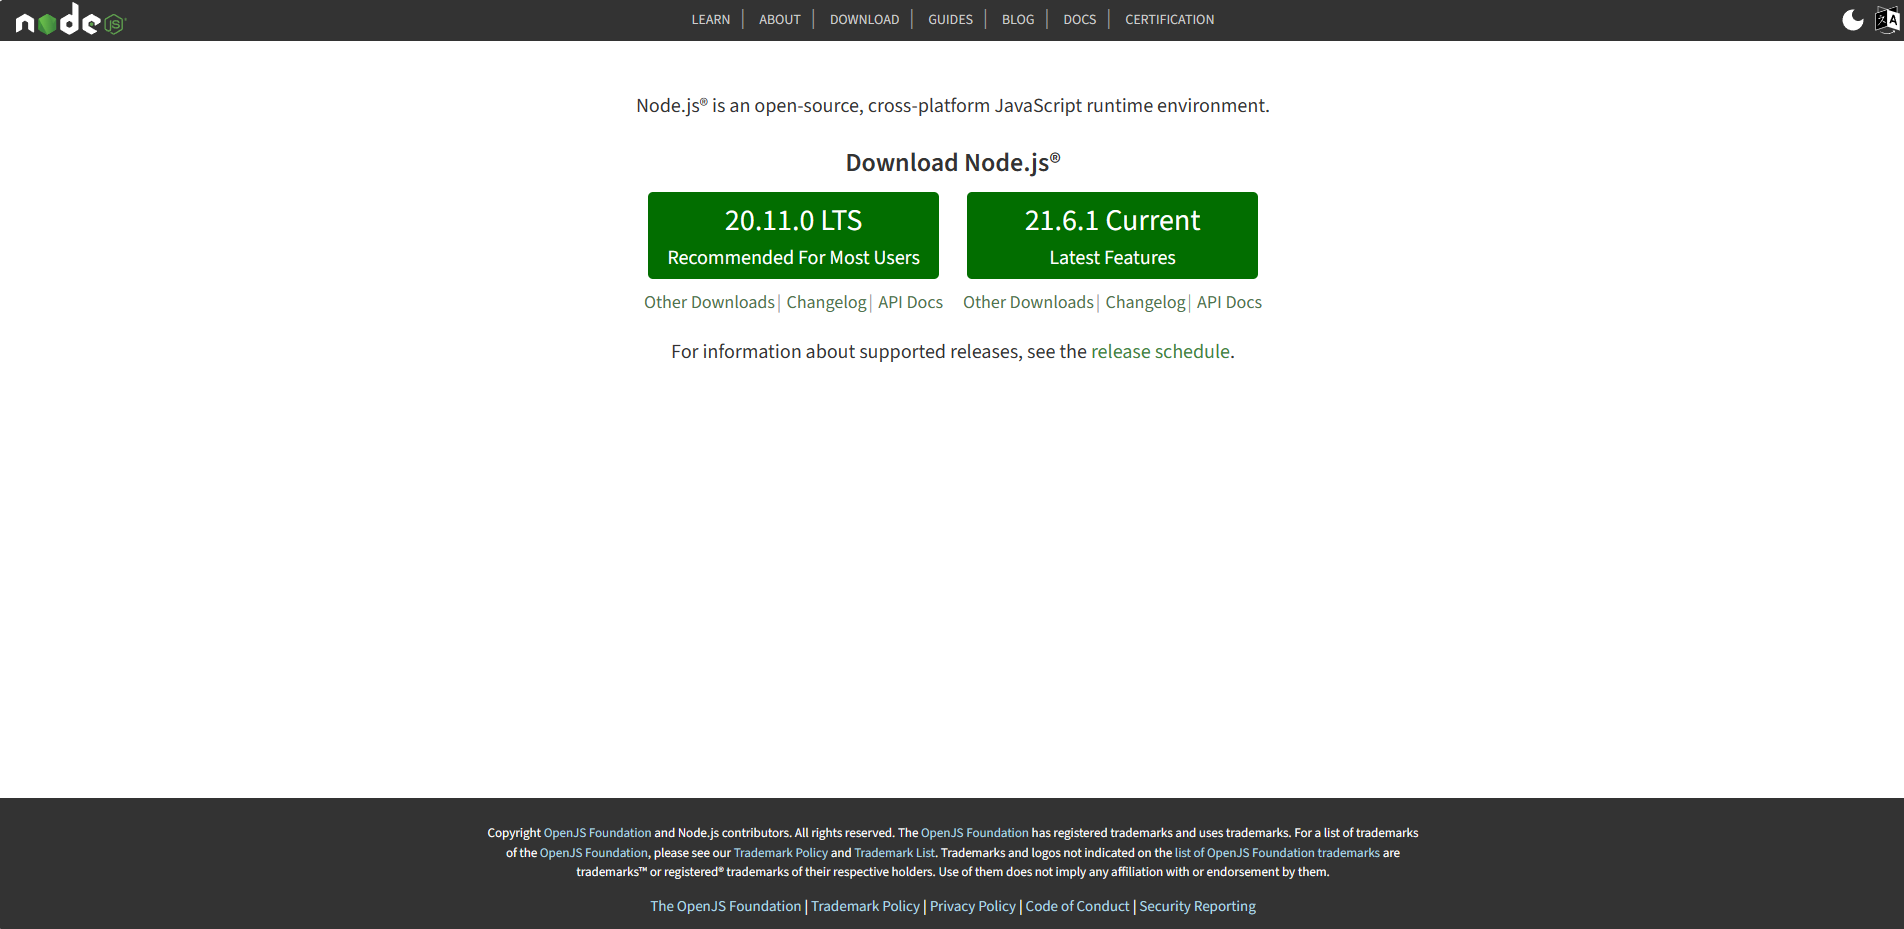 node JS
LEARN | ABOUT | DOWNLOAD | GUIDES | BLOG | DOCS | CERTIFICATION
Node.js® is an open-source, cross-platform JavaScript runtime environment.
Download Node.js®
20.11.0 LTS
Recommended For Most Users
21.6.1 Current
Latest Features
Other Downloads | Changelog | API Docs
Other Downloads | Changelog | API Docs
For information about supported releases, see the release schedule.
Copyright OpenJS Foundation and Node.js contributors. All rights reserved. The OpenJS Foundation has registered trademarks and uses trademarks. For a list of trademarks
of the OpenJS Foundation, please see our Trademark Policy and Trademark List. Trademarks and logos not indicated on the list of OpenJS Foundation trademarks are
trademarks™ or registered® trademarks of their respective holders. Use of them does not imply any affiliation with or endorsement by them.
The OpenJS Foundation | Trademark Policy | Privacy Policy | Code of Conduct | Security Reporting